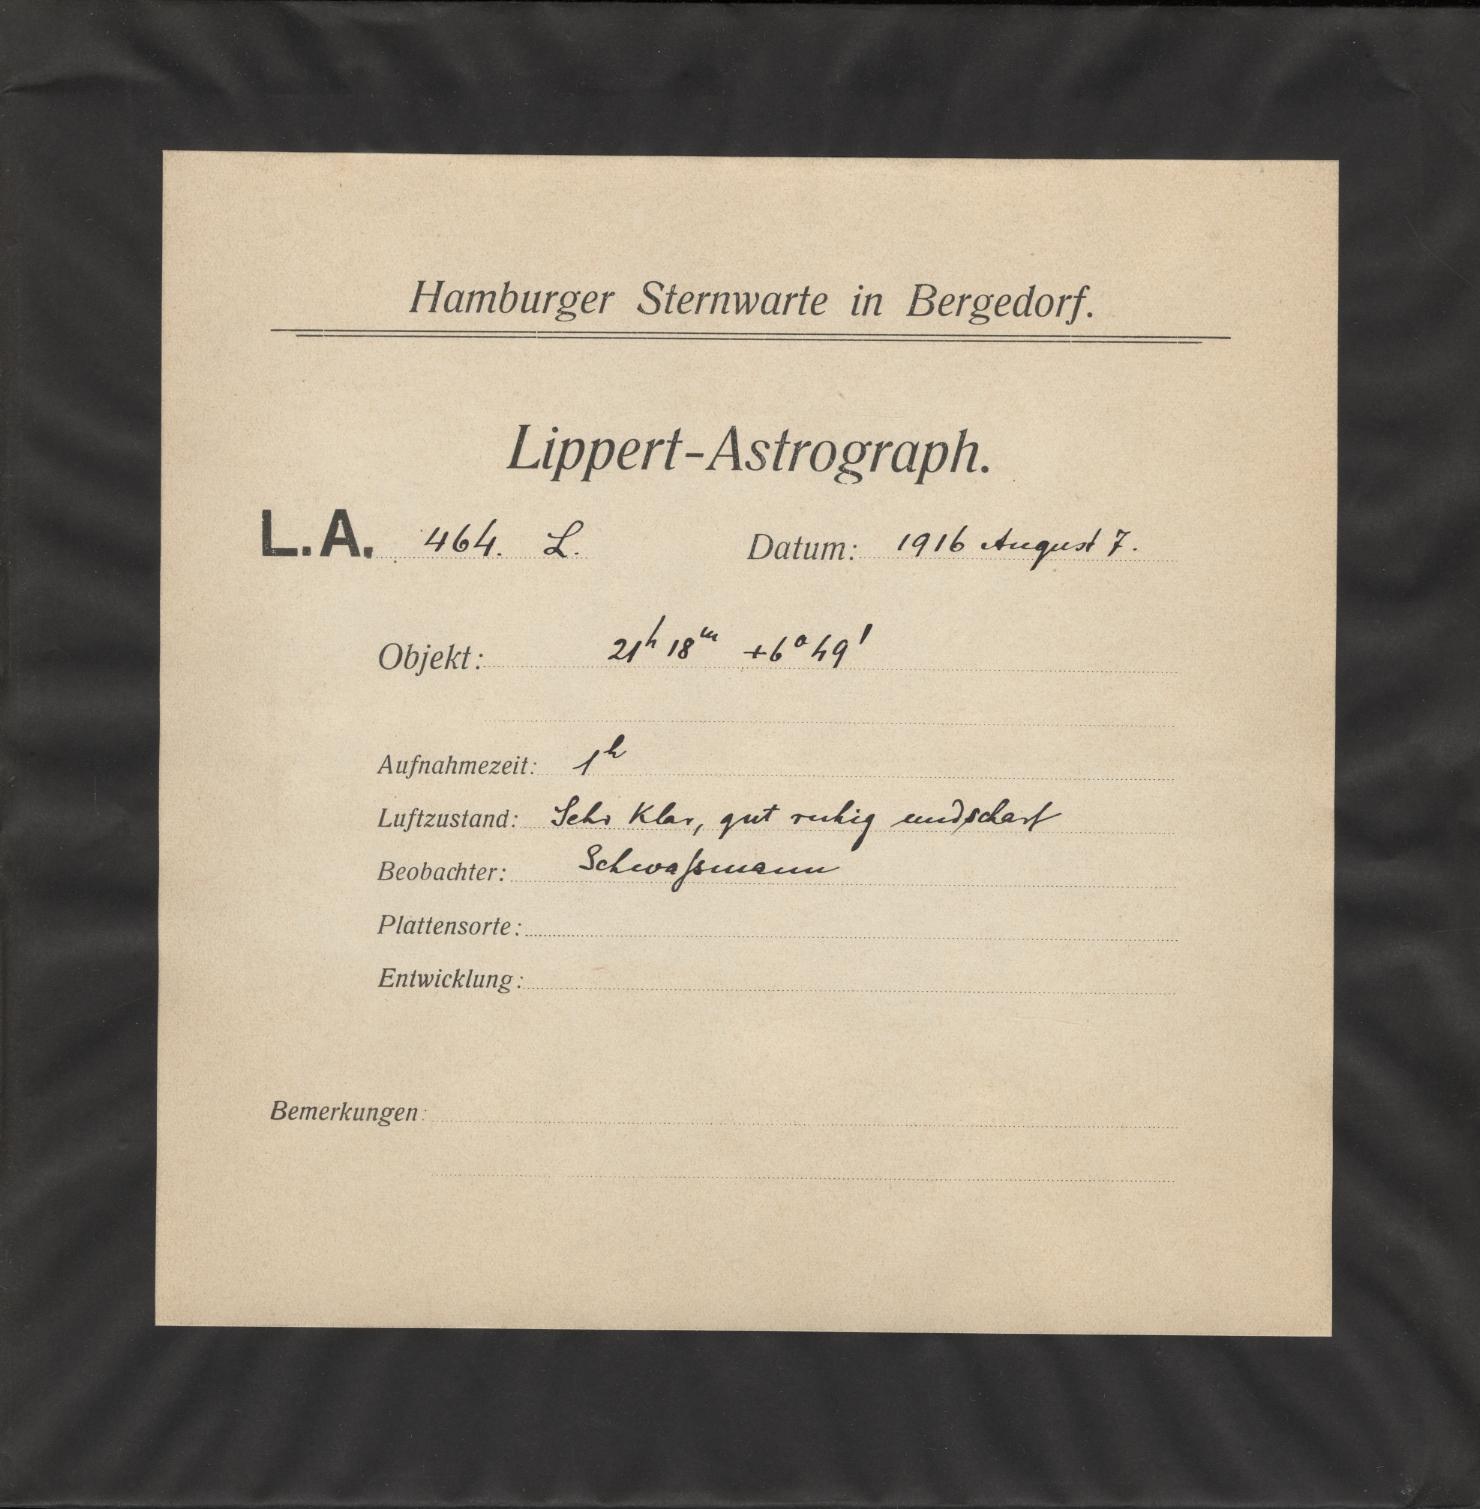 Hamburger Sternwarte in Bergedorf.
Lippert-Astrograph.
L.A. 464. L. Datum: 1916 August 7.
Objekt: 21h 18m +6° 49'
Aufnahmezeit: 1h
Luftzustand: Sehr klar, gut ruhig und scharf
Beobachter: Schwaßmann
Plattensorte:
Entwicklung:
Bemerkungen: